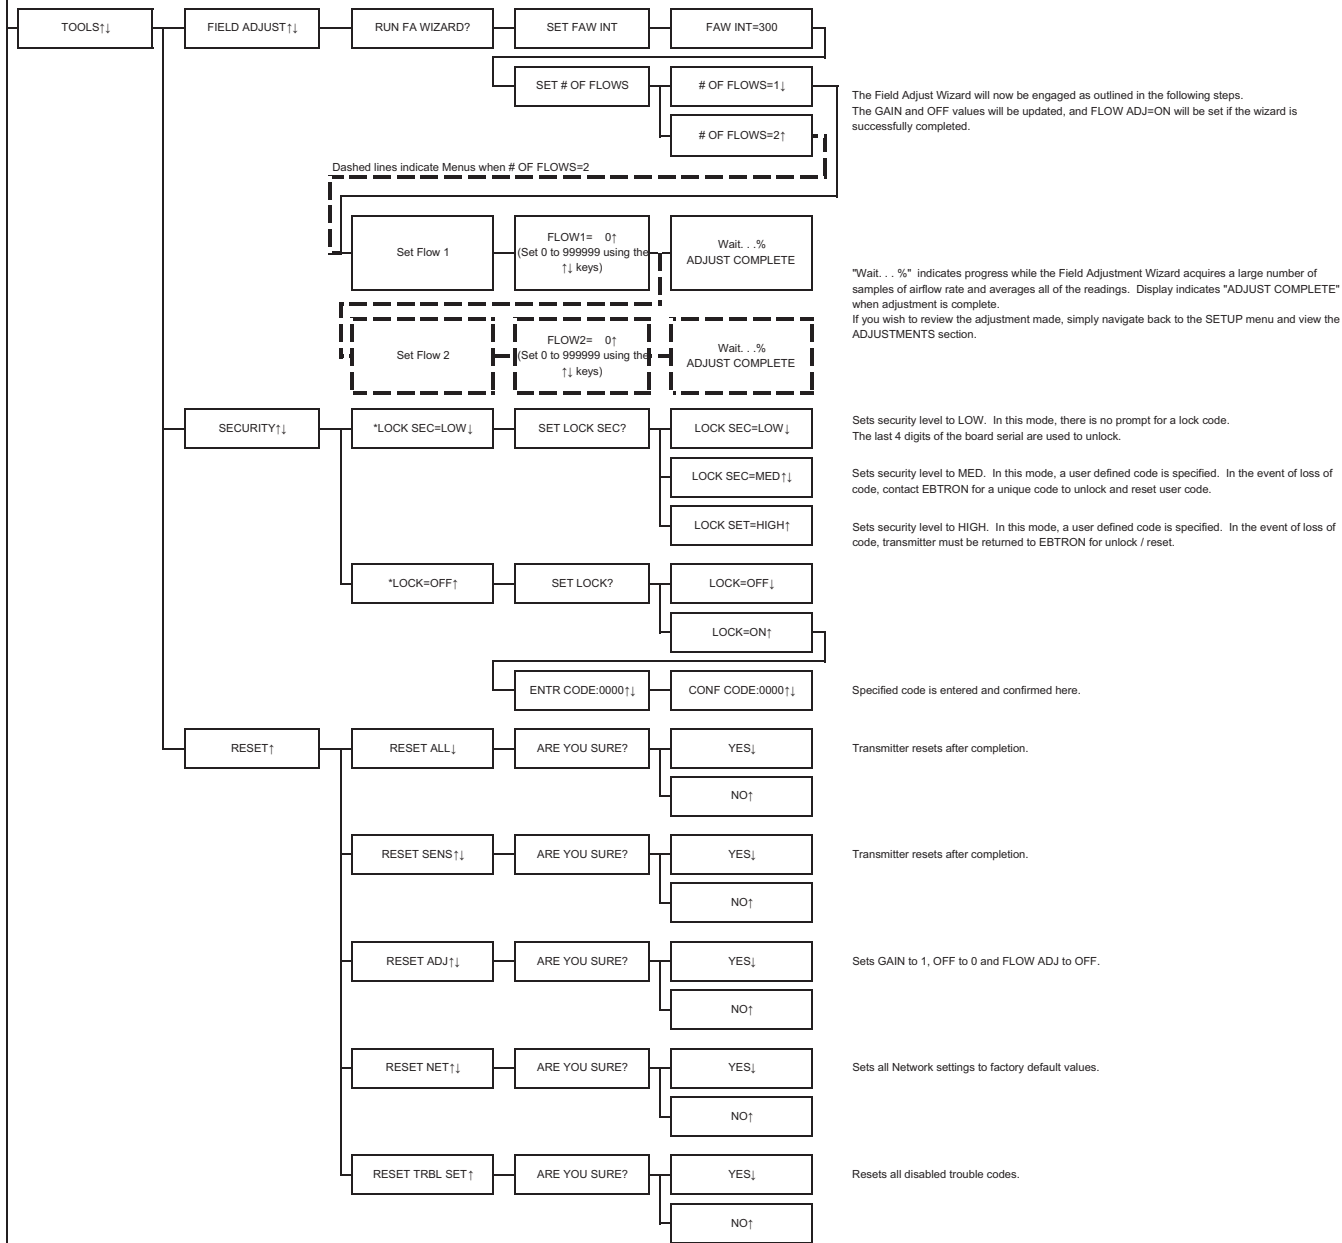 TOOLS↑↓
FIELD ADJUST↑↓
RUN FA WIZARD?
SET FAW INT
FAW INT=300
SET # OF FLOWS
# OF FLOWS=1↓
# OF FLOWS=2↑
The Field Adjust Wizard will now be engaged as outlined in the following steps.
The GAIN and OFF values will be updated, and FLOW ADJ=ON will be set if the wizard is
successfully completed.
Dashed lines indicate Menus when # OF FLOWS=2
Set Flow 1
FLOW1= 0↑
(Set 0 to 999999 using the
↑↓ keys)
Wait. . .%
ADJUST COMPLETE
"Wait. . . %" indicates progress while the Field Adjustment Wizard acquires a large number of
samples of airflow rate and averages all of the readings. Display indicates "ADJUST COMPLETE"
when adjustment is complete.
If you wish to review the adjustment made, simply navigate back to the SETUP menu and view the
ADJUSTMENTS section.
Set Flow 2
FLOW2= 0↑
(Set 0 to 999999 using the
↑↓ keys)
Wait. . .%
ADJUST COMPLETE
SECURITY↑↓
*LOCK SEC=LOW↓
SET LOCK SEC?
LOCK SEC=LOW↓
Sets security level to LOW. In this mode, there is no prompt for a lock code.
The last 4 digits of the board serial are used to unlock.
LOCK SEC=MED↑↓
Sets security level to MED. In this mode, a user defined code is specified. In the event of loss of
code, contact EBTRON for a unique code to unlock and reset user code.
LOCK SET=HIGH↑
Sets security level to HIGH. In this mode, a user defined code is specified. In the event of loss of
code, transmitter must be returned to EBTRON for unlock / reset.
*LOCK=OFF↑
SET LOCK?
LOCK=OFF↓
LOCK=ON↑
ENTR CODE:0000↑↓
CONF CODE:0000↑↓
Specified code is entered and confirmed here.
RESET↑
RESET ALL↓
ARE YOU SURE?
YES↓
Transmitter resets after completion.
NO↑
RESET SENS↑↓
ARE YOU SURE?
YES↓
Transmitter resets after completion.
NO↑
RESET ADJ↑↓
ARE YOU SURE?
YES↓
Sets GAIN to 1, OFF to 0 and FLOW ADJ to OFF.
NO↑
RESET NET↑↓
ARE YOU SURE?
YES↓
Sets all Network settings to factory default values.
NO↑
RESET TRBL SET↑
ARE YOU SURE?
YES↓
Resets all disabled trouble codes.
NO↑